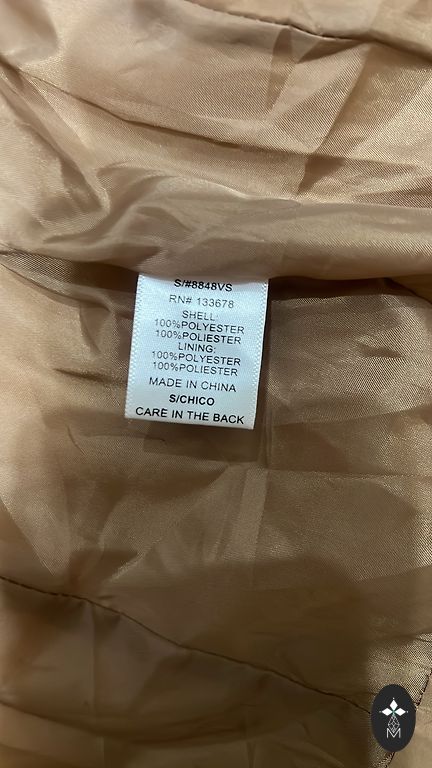 S/#8848VS
RN# 133678
SHELL:
100%POLYESTER
100%POLIESTER
LINING:
100%POLYESTER
100%POLIESTER
MADE IN CHINA
S/CHICO
CARE IN THE BACK
M